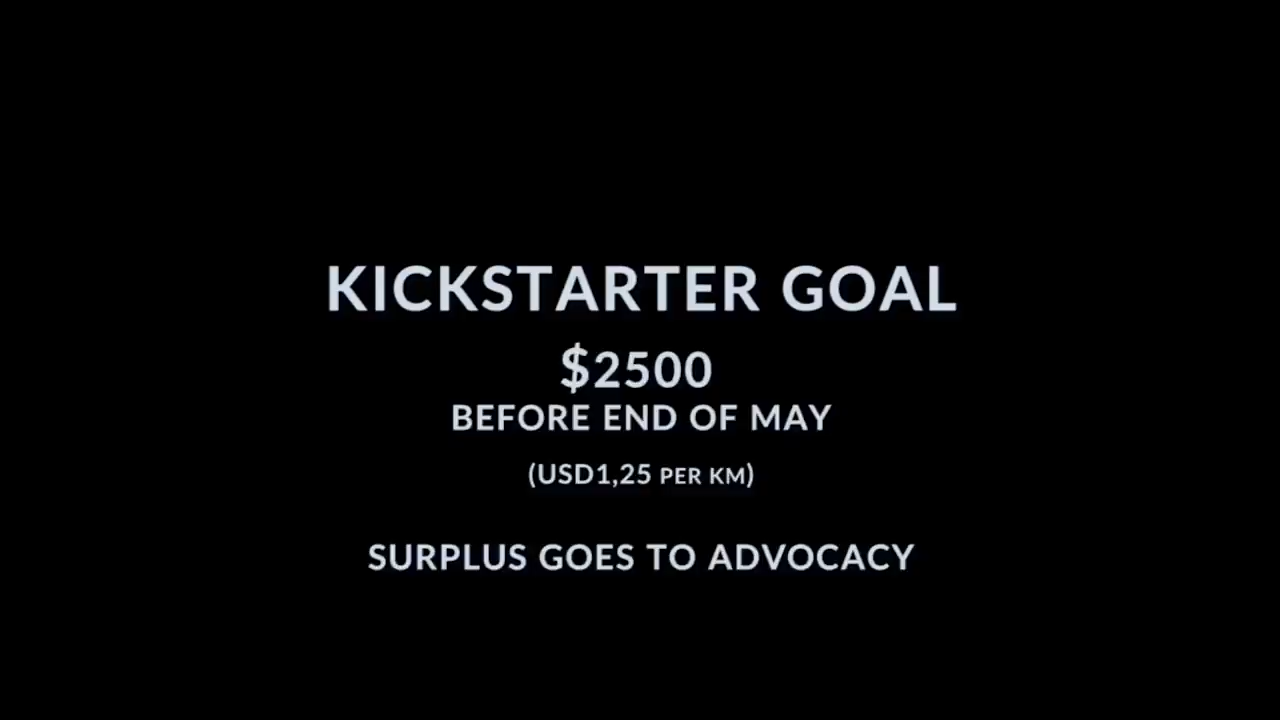 KICKSTARTER GOAL
$2500
BEFORE END OF MAY
(USD1,25 PER KM)
SURPLUS GOES TO ADVOCACY